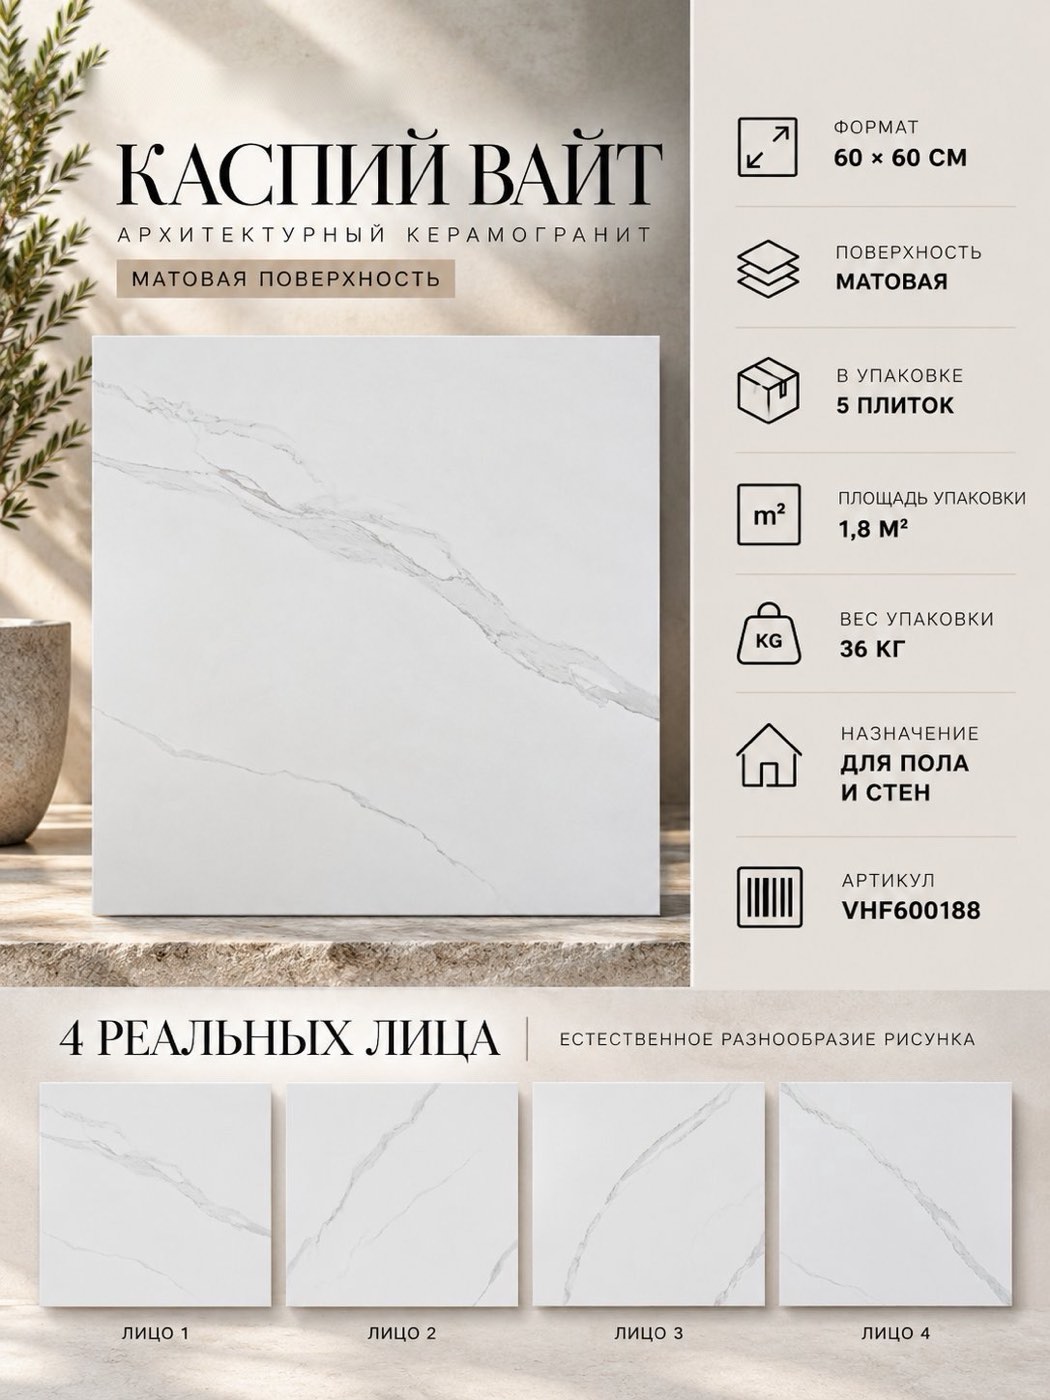 КАСПИЙ ВАЙТ
АРХИТЕКТУРНЫЙ КЕРАМОГРАНИТ
МАТОВАЯ ПОВЕРХНОСТЬ
ФОРМАТ
60 × 60 СМ
ПОВЕРХНОСТЬ
МАТОВАЯ
В УПАКОВКЕ
5 ПЛИТОК
m²
ПЛОЩАДЬ УПАКОВКИ
1,8 М²
KG
ВЕС УПАКОВКИ
36 КГ
НАЗНАЧЕНИЕ
ДЛЯ ПОЛА
И СТЕН
АРТИКУЛ
VHF600188
4 РЕАЛЬНЫХ ЛИЦА
ЕСТЕСТВЕННОЕ РАЗНООБРАЗИЕ РИСУНКА
ЛИЦО 1
ЛИЦО 2
ЛИЦО 3
ЛИЦО 4